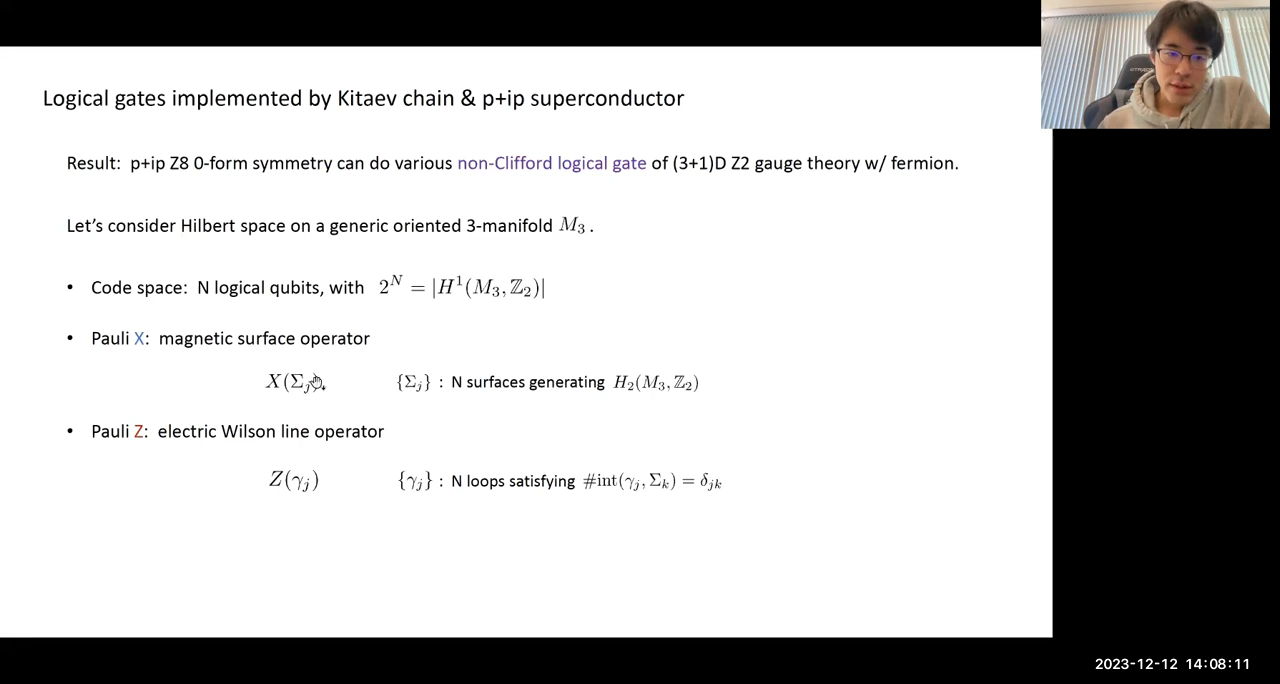 Logical gates implemented by Kitaev chain & p+ip superconductor
Result: p+ip Z8 0-form symmetry can do various non-Clifford logical gate of (3+1)D Z2 gauge theory w/ fermion.
Let's consider Hilbert space on a generic oriented 3-manifold M₃ .
• Code space: N logical qubits, with 2ᴺ = |H¹(M₃, ℤ₂)|
• Pauli X: magnetic surface operator
X(Σⱼ) {Σⱼ} : N surfaces generating H₂(M₃, ℤ₂)
• Pauli Z: electric Wilson line operator
Z(γⱼ) {γⱼ} : N loops satisfying #int(γⱼ, Σₖ) = δⱼₖ
2023-12-12 14:08:11